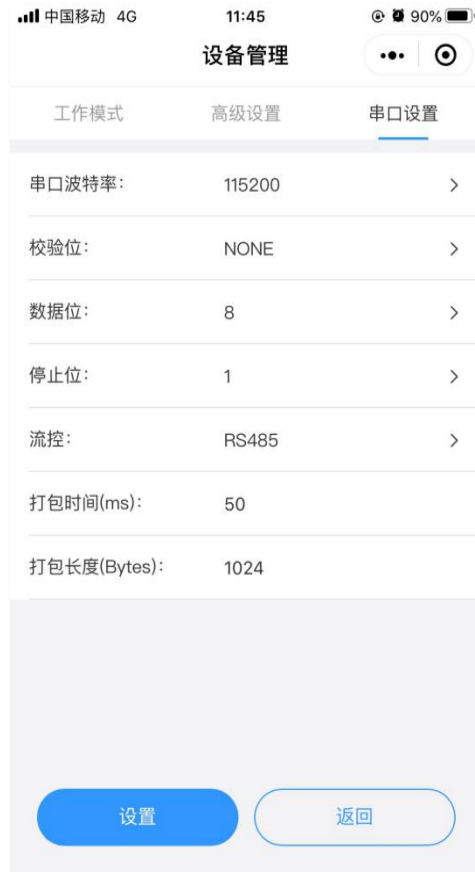 中国移动 4G 11:45 90%
设备管理
工作模式 高级设置 串口设置
串口波特率: 115200
校验位: NONE
数据位: 8
停止位: 1
流控: RS485
打包时间(ms): 50
打包长度(Bytes): 1024
设置 返回